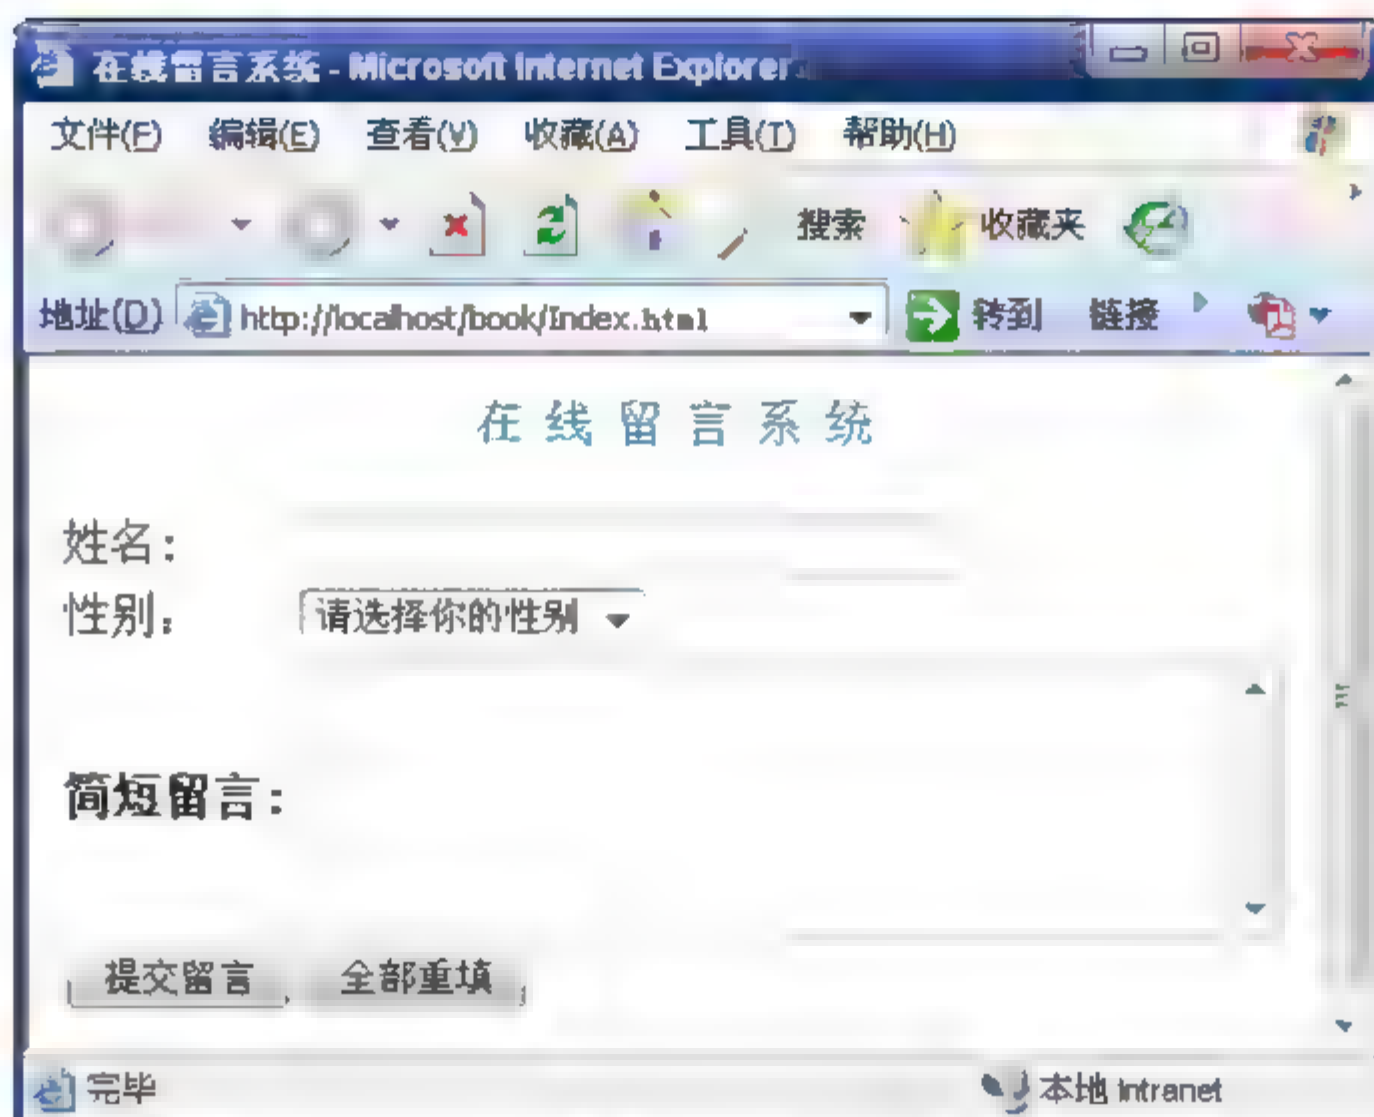 在线留言系统 - Microsoft Internet Explorer
文件(F) 编辑(E) 查看(V) 收藏(A) 工具(T) 帮助(H)
搜索 收藏夹
地址(D) http://localhost/book/Index.html 转到 链接
在线留言系统
姓名:
性别: 请选择你的性别
简短留言:
提交留言 全部重填
完毕 本地 Intranet